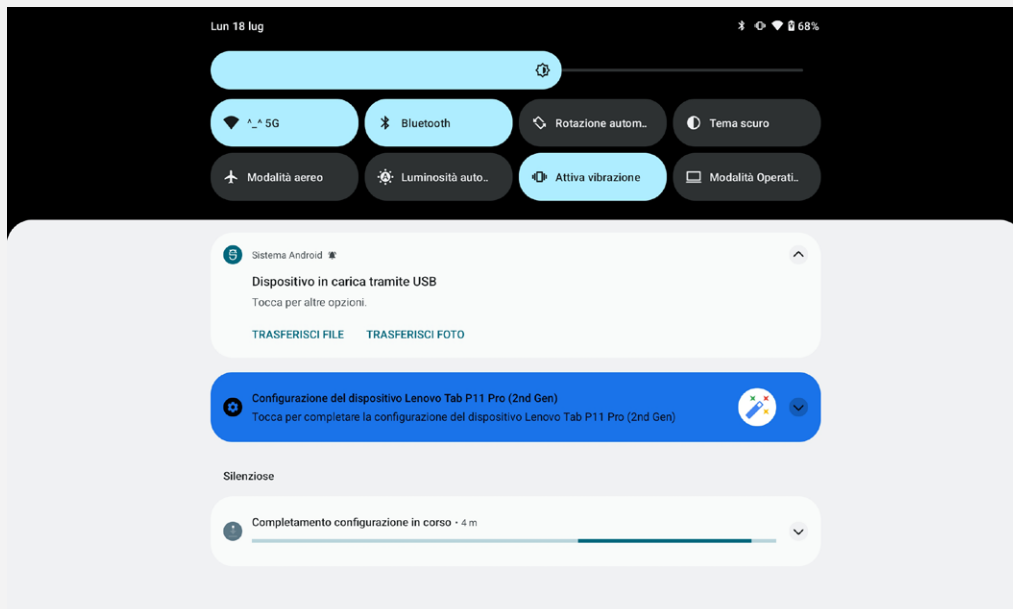 Lun 18 lug
68%
^_^ 5G
Bluetooth
Rotazione autom..
Tema scuro
Modalità aereo
Luminosità auto..
Attiva vibrazione
Modalità Operati..
Sistema Android
Dispositivo in carica tramite USB
Tocca per altre opzioni.
TRASFERISCI FILE TRASFERISCI FOTO
Configurazione del dispositivo Lenovo Tab P11 Pro (2nd Gen)
Tocca per completare la configurazione del dispositivo Lenovo Tab P11 Pro (2nd Gen)
Silenziose
Completamento configurazione in corso • 4 m